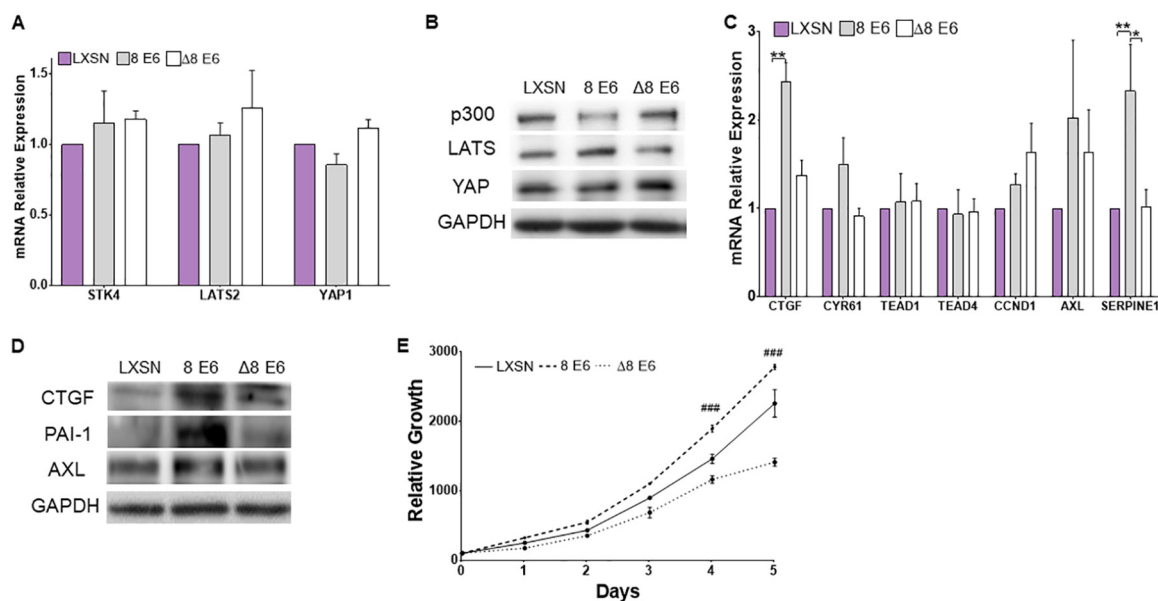 A
LXSN 8 E6 Δ8 E6
mRNA Relative Expression
1.5
1.0
0.5
0.0
STK4 LATS2 YAP1
B
LXSN 8 E6 Δ8 E6
p300
LATS
YAP
GAPDH
C
LXSN 8 E6 Δ8 E6
mRNA Relative Expression
3
2
1
0
** ** *
CTGF CYR61 TEAD1 TEAD4 CCND1 AXL SERPINE1
D
LXSN 8 E6 Δ8 E6
CTGF
PAI-1
AXL
GAPDH
E
LXSN 8 E6 Δ8 E6
Relative Growth
3000
2000
1000
0
### ###
0 1 2 3 4 5
Days